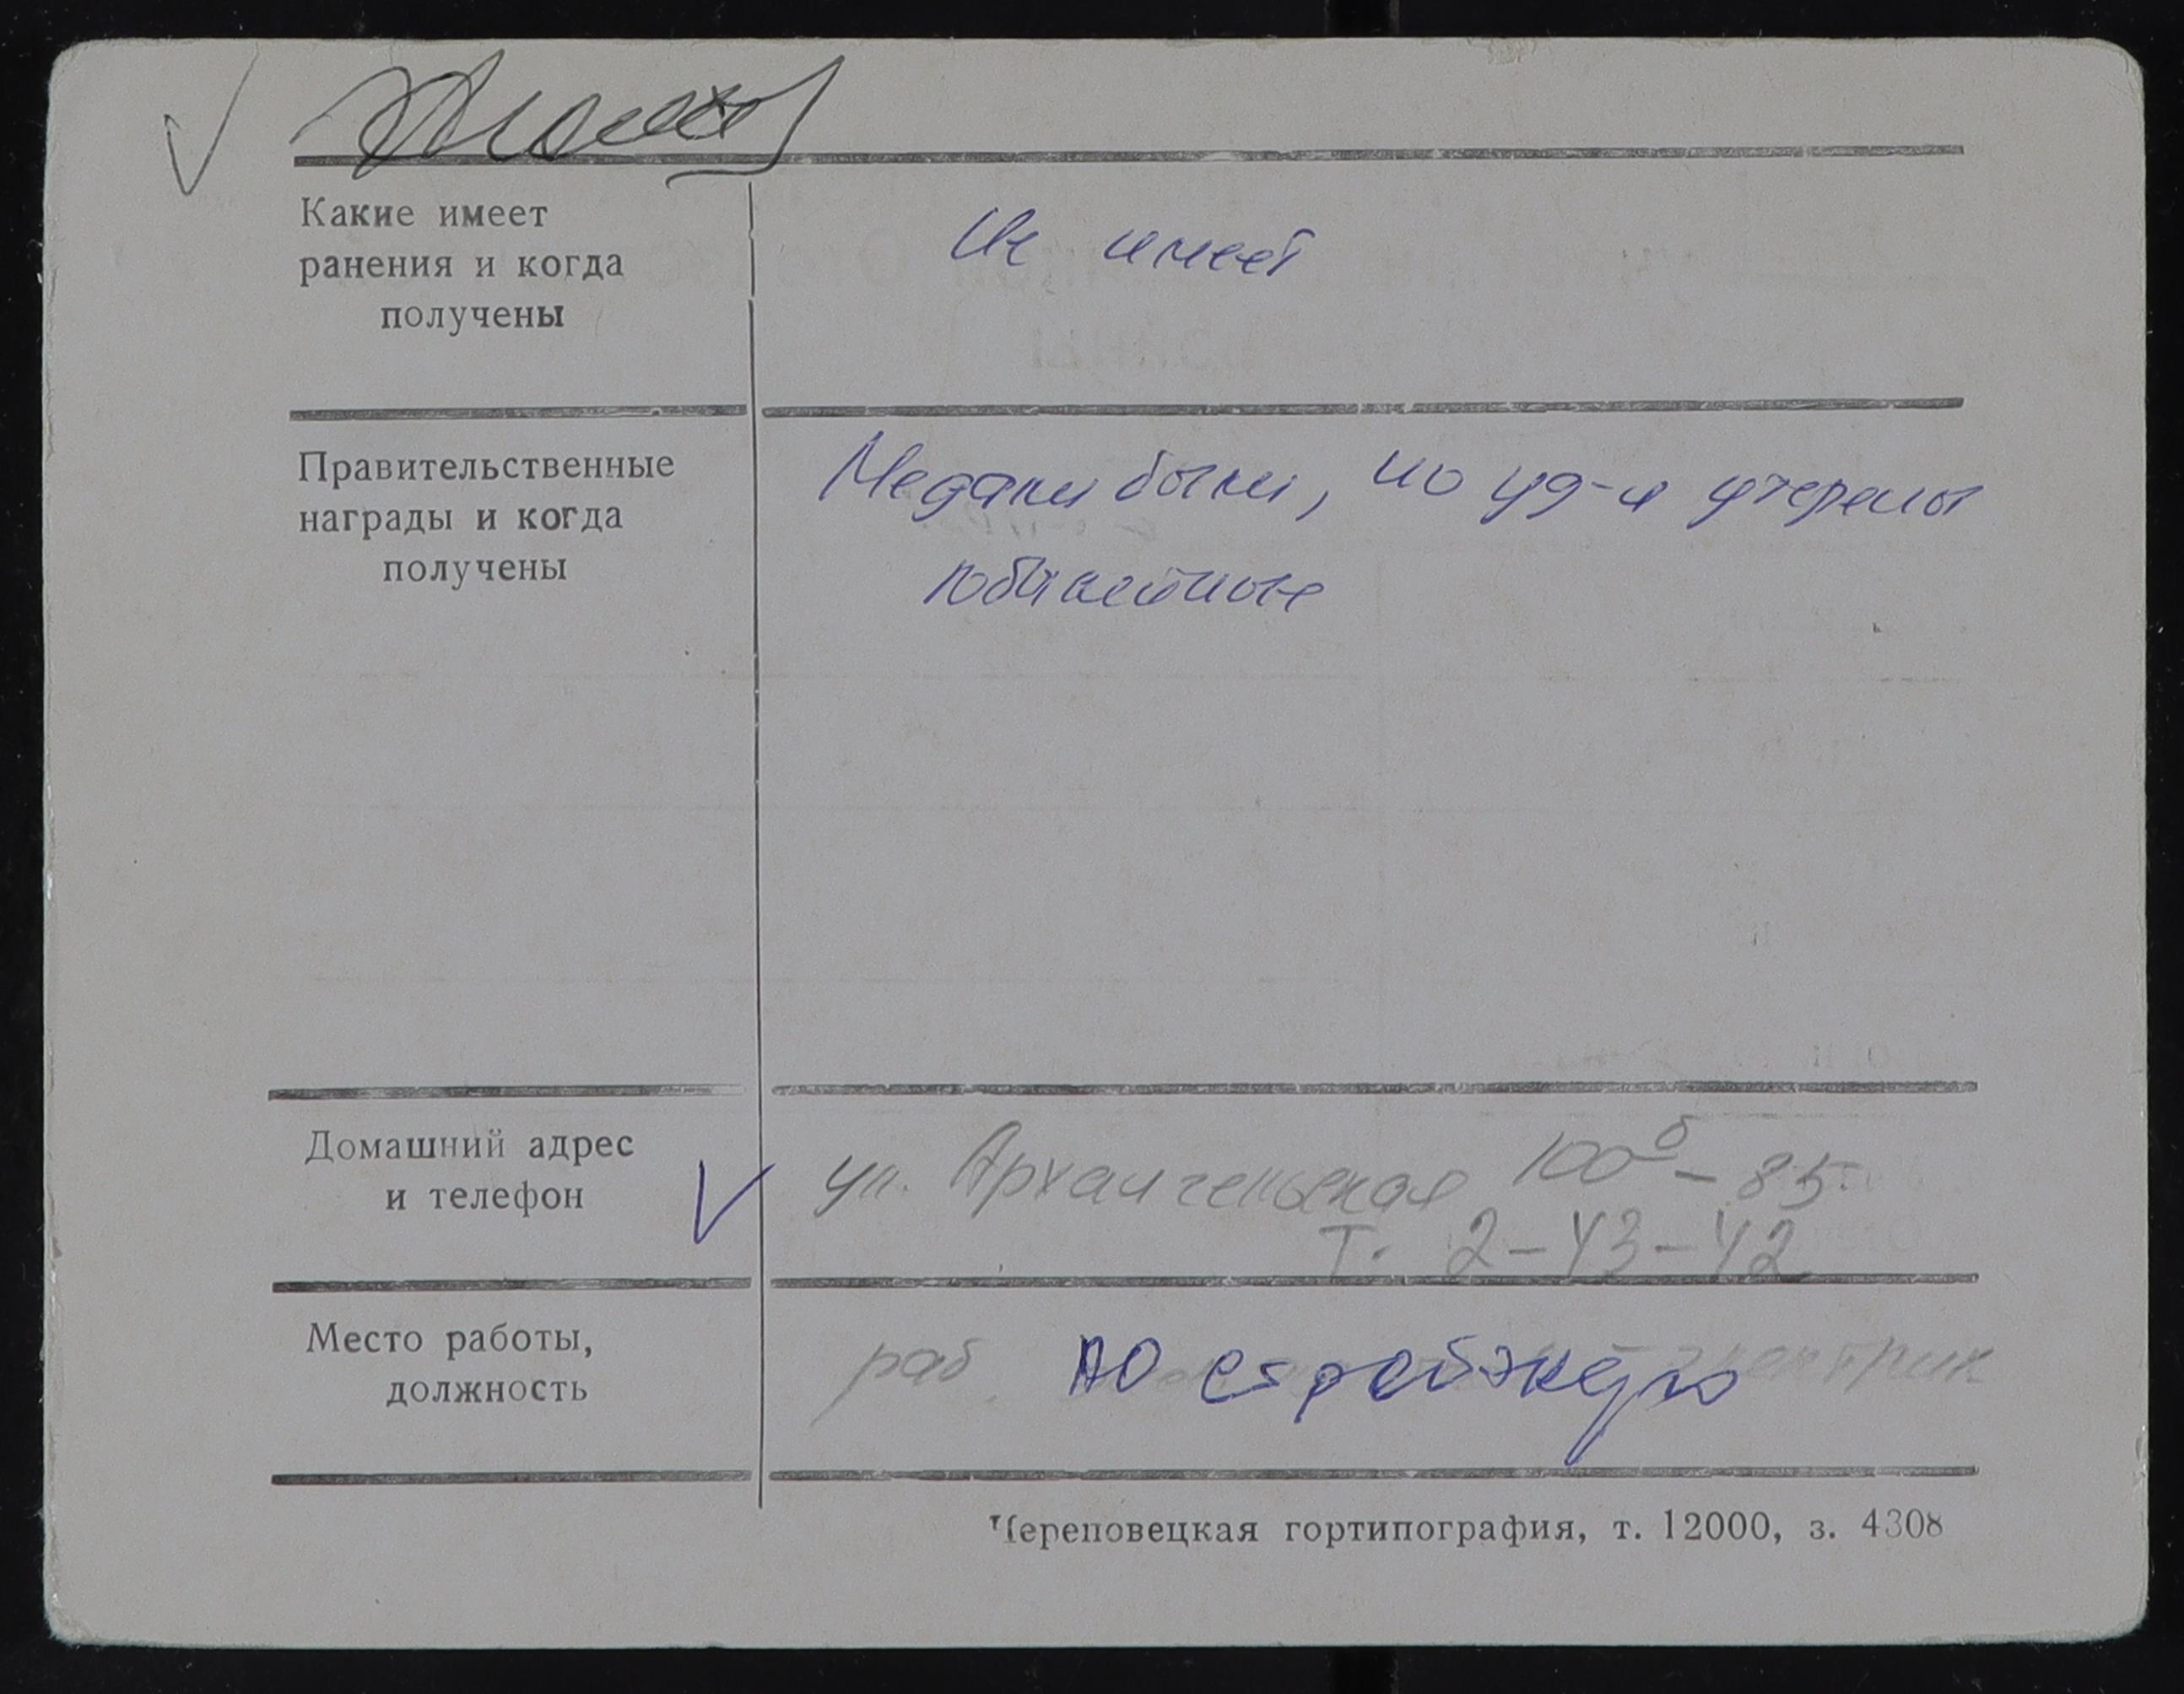 Какие имеет
ранения и когда
получены
Не имеет
Правительственные
награды и когда
получены
Медали были, но уд-я утеряны
юбилейные
Домашний адрес
и телефон
ул. Архангельская 100б - 85.
Т. 2-43-42
Место работы,
должность
раб. АО электрик
Череповецкая гортипография, т. 12000, з. 4308